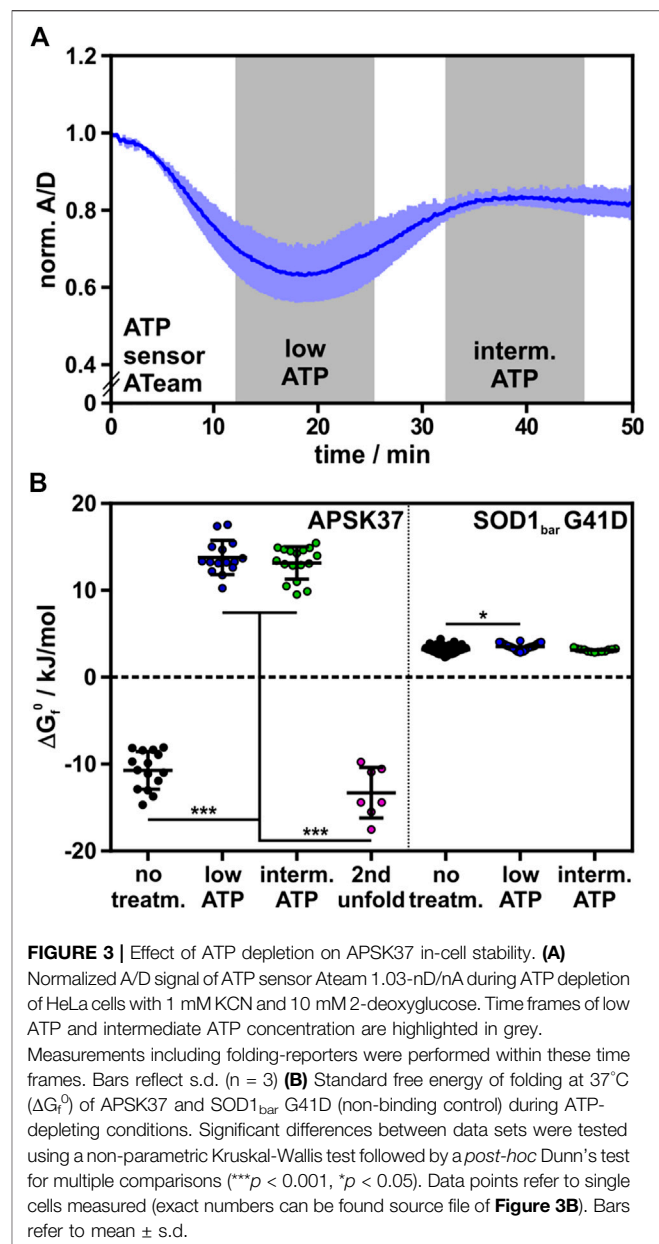 A
1.2
1.0
0.8
0.6
0.4
0
norm. A/D
ATP
sensor
ATeam
low
ATP
interm.
ATP
0 10 20 30 40 50
time / min
B
20
10
0
-10
-20
ΔGf0 / kJ/mol
APSK37
SOD1bar G41D
*
***
***
no treatm.
low ATP
interm. ATP
2nd unfold
no treatm.
low ATP
interm. ATP
FIGURE 3 | Effect of ATP depletion on APSK37 in-cell stability. (A)
Normalized A/D signal of ATP sensor Ateam 1.03-nD/nA during ATP depletion
of HeLa cells with 1 mM KCN and 10 mM 2-deoxyglucose. Time frames of low
ATP and intermediate ATP concentration are highlighted in grey.
Measurements including folding-reporters were performed within these time
frames. Bars reflect s.d. (n = 3) (B) Standard free energy of folding at 37°C
(ΔGf0) of APSK37 and SOD1bar G41D (non-binding control) during ATP-
depleting conditions. Significant differences between data sets were tested
using a non-parametric Kruskal-Wallis test followed by a post-hoc Dunn's test
for multiple comparisons (***p < 0.001, *p < 0.05). Data points refer to single
cells measured (exact numbers can be found source file of Figure 3B). Bars
refer to mean ± s.d.